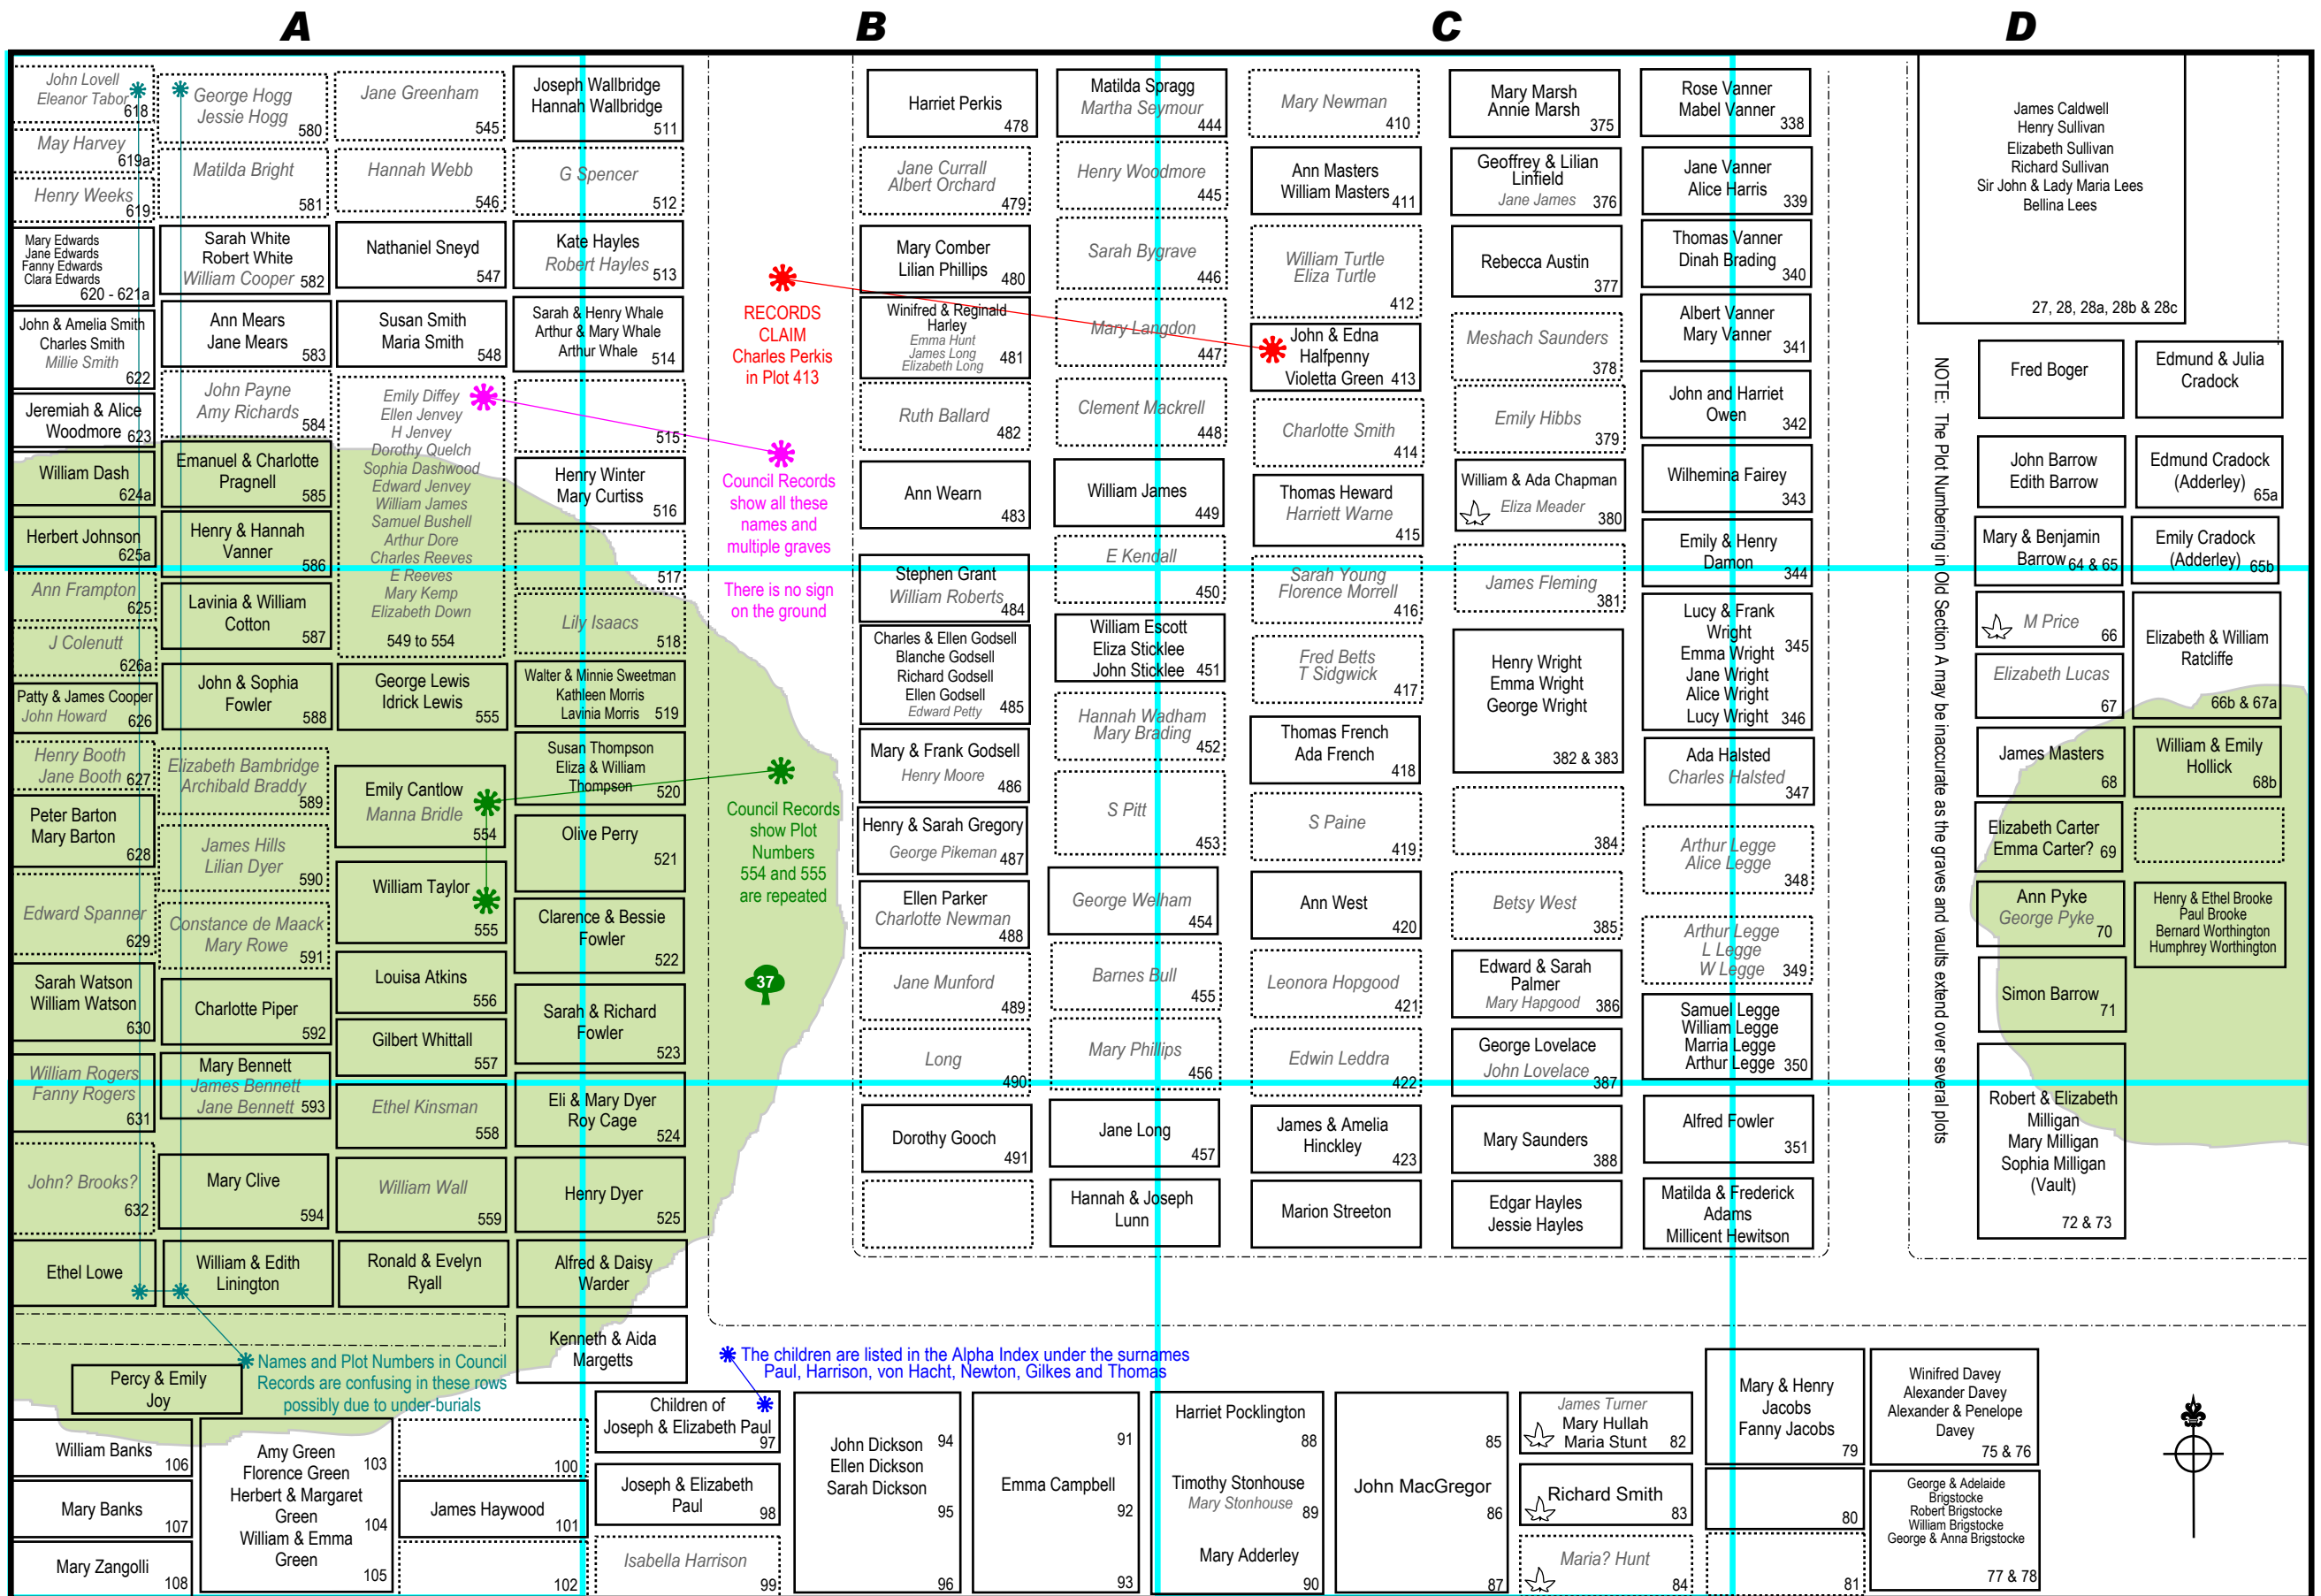 A
B
C
D
John Lovell
Eleanor Tabor
618
May Harvey
619a
Henry Weeks
619
Mary Edwards
Jane Edwards
Fanny Edwards
Clara Edwards
620 - 621a
John & Amelia Smith
Charles Smith
Millie Smith
622
Jeremiah & Alice
Woodmore 623
William Dash
624a
Herbert Johnson
625a
Ann Frampton
625
J Colenutt
626a
Patty & James Cooper
John Howard 626
Henry Booth
Jane Booth 627
Peter Barton
Mary Barton
628
Edward Spanner
629
Sarah Watson
William Watson
630
William Rogers
Fanny Rogers
631
John? Brooks?
632
Ethel Lowe
George Hogg
Jessie Hogg
580
Matilda Bright
581
Sarah White
Robert White
William Cooper 582
Ann Mears
Jane Mears
583
John Payne
Amy Richards
584
Emanuel & Charlotte
Pragnell
585
Henry & Hannah
Vanner
586
Lavinia & William
Cotton
587
John & Sophia
Fowler
588
Elizabeth Bambridge
Archibald Braddy
589
James Hills
Lilian Dyer
590
Constance de Maack
Mary Rowe
591
Charlotte Piper
592
Mary Bennett
James Bennett
Jane Bennett 593
Mary Clive
594
William & Edith
Linington
Jane Greenham
545
Hannah Webb
546
Nathaniel Sneyd
547
Susan Smith
Maria Smith
548
Emily Diffey
Ellen Jenvey
H Jenvey
Dorothy Quelch
Sophia Dashwood
Edward Jenvey
William James
Samuel Bushell
Arthur Dore
Charles Reeves
E Reeves
Mary Kemp
Elizabeth Down
549 to 554
George Lewis
Idrick Lewis
555
Emily Cantlow
Manna Bridle
554
William Taylor
555
Louisa Atkins
556
Gilbert Whittall
557
Ethel Kinsman
558
William Wall
559
Ronald & Evelyn
Ryall
Joseph Wallbridge
Hannah Wallbridge
511
G Spencer
512
Kate Hayles
Robert Hayles 513
Sarah & Henry Whale
Arthur & Mary Whale
Arthur Whale 514
515
Henry Winter
Mary Curtiss
516
517
Lily Isaacs
518
Walter & Minnie Sweetman
Kathleen Morris
Lavinia Morris 519
Susan Thompson
Eliza & William
Thompson 520
Olive Perry
521
Clarence & Bessie
Fowler
522
Sarah & Richard
Fowler
523
Eli & Mary Dyer
Roy Cage
524
Henry Dyer
525
Alfred & Daisy
Warder
Kenneth & Aida
Margetts
RECORDS
CLAIM
Charles Perkis
in Plot 413
Council Records
show all these
names and
multiple graves
There is no sign
on the ground
Council Records
show Plot
Numbers
554 and 555
are repeated
37
Harriet Perkis
478
Jane Currall
Albert Orchard
479
Mary Comber
Lilian Phillips
480
Winifred & Reginald
Harley
Emma Hunt
James Long
Elizabeth Long
481
Ruth Ballard
482
Ann Wearn
483
Stephen Grant
William Roberts
484
Charles & Ellen Godsell
Blanche Godsell
Richard Godsell
Ellen Godsell
Edward Petty
485
Mary & Frank Godsell
Henry Moore
486
Henry & Sarah Gregory
George Pikeman 487
Ellen Parker
Charlotte Newman
488
Jane Munford
489
Long
490
Dorothy Gooch
491
Matilda Spragg
Martha Seymour
444
Henry Woodmore
445
Sarah Bygrave
446
Mary Langdon
447
Clement Mackrell
448
William James
449
E Kendall
450
William Escott
Eliza Sticklee
John Sticklee 451
Hannah Wadham
Mary Brading
452
S Pitt
453
George Welham
454
Barnes Bull
455
Mary Phillips
456
Jane Long
457
Hannah & Joseph
Lunn
Mary Newman
410
Ann Masters
William Masters 411
William Turtle
Eliza Turtle
412
John & Edna
Halfpenny
Violetta Green 413
Charlotte Smith
414
Thomas Heward
Harriett Warne
415
Sarah Young
Florence Morrell
416
Fred Betts
T Sidgwick
417
Thomas French
Ada French
418
S Paine
419
Ann West
420
Leonora Hopgood
421
Edwin Leddra
422
James & Amelia
Hinckley
423
Marion Streeton
Mary Marsh
Annie Marsh
375
Geoffrey & Lilian
Linfield
Jane James 376
Rebecca Austin
377
Meshach Saunders
378
Emily Hibbs
379
William & Ada Chapman
Eliza Meader
380
James Fleming
381
Henry Wright
Emma Wright
George Wright
382 & 383
384
Betsy West
385
Edward & Sarah
Palmer
Mary Hapgood 386
George Lovelace
John Lovelace
387
Mary Saunders
388
Edgar Hayles
Jessie Hayles
Rose Vanner
Mabel Vanner
338
Jane Vanner
Alice Harris
339
Thomas Vanner
Dinah Brading
340
Albert Vanner
Mary Vanner
341
John and Harriet
Owen
342
Wilhemina Fairey
343
Emily & Henry
Damon
344
Lucy & Frank
Wright
Emma Wright 345
Jane Wright
Alice Wright
Lucy Wright 346
Ada Halsted
Charles Halsted
347
Arthur Legge
Alice Legge
348
Arthur Legge
L Legge
W Legge 349
Samuel Legge
William Legge
Marria Legge
Arthur Legge 350
Alfred Fowler
351
Matilda & Frederick
Adams
Millicent Hewitson
NOTE: The Plot Numbering in Old Section A may be inaccurate as the graves and vaults extend over several plots
James Caldwell
Henry Sullivan
Elizabeth Sullivan
Richard Sullivan
Sir John & Lady Maria Lees
Bellina Lees
27, 28, 28a, 28b & 28c
Fred Boger
John Barrow
Edith Barrow
Mary & Benjamin
Barrow 64 & 65
M Price
66
Elizabeth Lucas
67
James Masters
68
Elizabeth Carter
Emma Carter? 69
Ann Pyke
George Pyke
70
Simon Barrow
71
Robert & Elizabeth
Milligan
Mary Milligan
Sophia Milligan
(Vault)
72 & 73
Edmund & Julia
Cradock
Edmund Cradock
(Adderley)
65a
Emily Cradock
(Adderley) 65b
Elizabeth & William
Ratcliffe
66b & 67a
William & Emily
Hollick
68b
Henry & Ethel Brooke
Paul Brooke
Bernard Worthington
Humphrey Worthington
Percy & Emily
Joy
Names and Plot Numbers in Council
Records are confusing in these rows
possibly due to under-burials
The children are listed in the Alpha Index under the surnames
Paul, Harrison, von Hacht, Newton, Gilkes and Thomas
William Banks
106
Mary Banks
107
Mary Zangolli
108
Amy Green
Florence Green 103
Herbert & Margaret
Green
William & Emma 104
Green
105
100
James Haywood
101
102
Children of
Joseph & Elizabeth Paul
97
Joseph & Elizabeth
Paul
98
Isabella Harrison
99
John Dickson 94
Ellen Dickson
Sarah Dickson
95
96
91
Emma Campbell
92
93
Harriet Pocklington
88
Timothy Stonhouse
Mary Stonhouse
89
Mary Adderley
90
85
John MacGregor
86
87
James Turner
Mary Hullah
Maria Stunt 82
Richard Smith
83
Maria? Hunt
84
Mary & Henry
Jacobs
Fanny Jacobs
79
80
81
Winifred Davey
Alexander Davey
Alexander & Penelope
Davey
75 & 76
George & Adelaide
Brigstocke
Robert Brigstocke
William Brigstocke
George & Anna Brigstocke
77 & 78